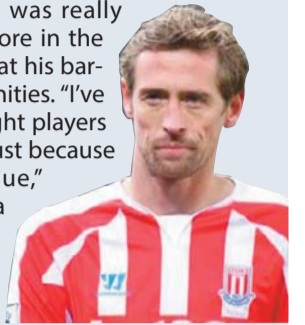 was really
ore in the
at his bar-
nities. “I’ve
ght players
ust because
ue,”
a